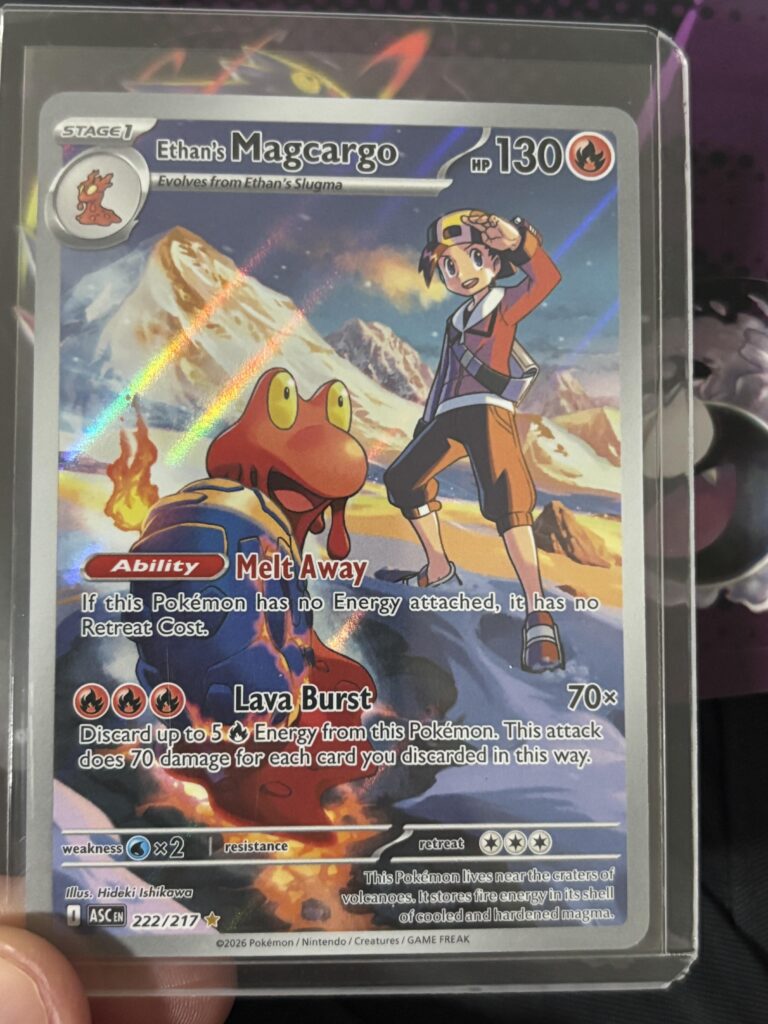 STAGE 1
Ethan's Magcargo HP 130
Evolves from Ethan's Slugma
Ability Melt Away
If this Pokémon has no Energy attached, it has no
Retreat Cost.
Lava Burst 70×
Discard up to 5 Energy from this Pokémon. This attack
does 70 damage for each card you discarded in this way.
weakness ×2 resistance retreat
This Pokémon lives near the craters of
volcanoes. It stores fire energy in its shell
of cooled and hardened magma.
Illus. Hideki Ishikawa
I ASC EN 222/217
©2026 Pokémon / Nintendo / Creatures / GAME FREAK